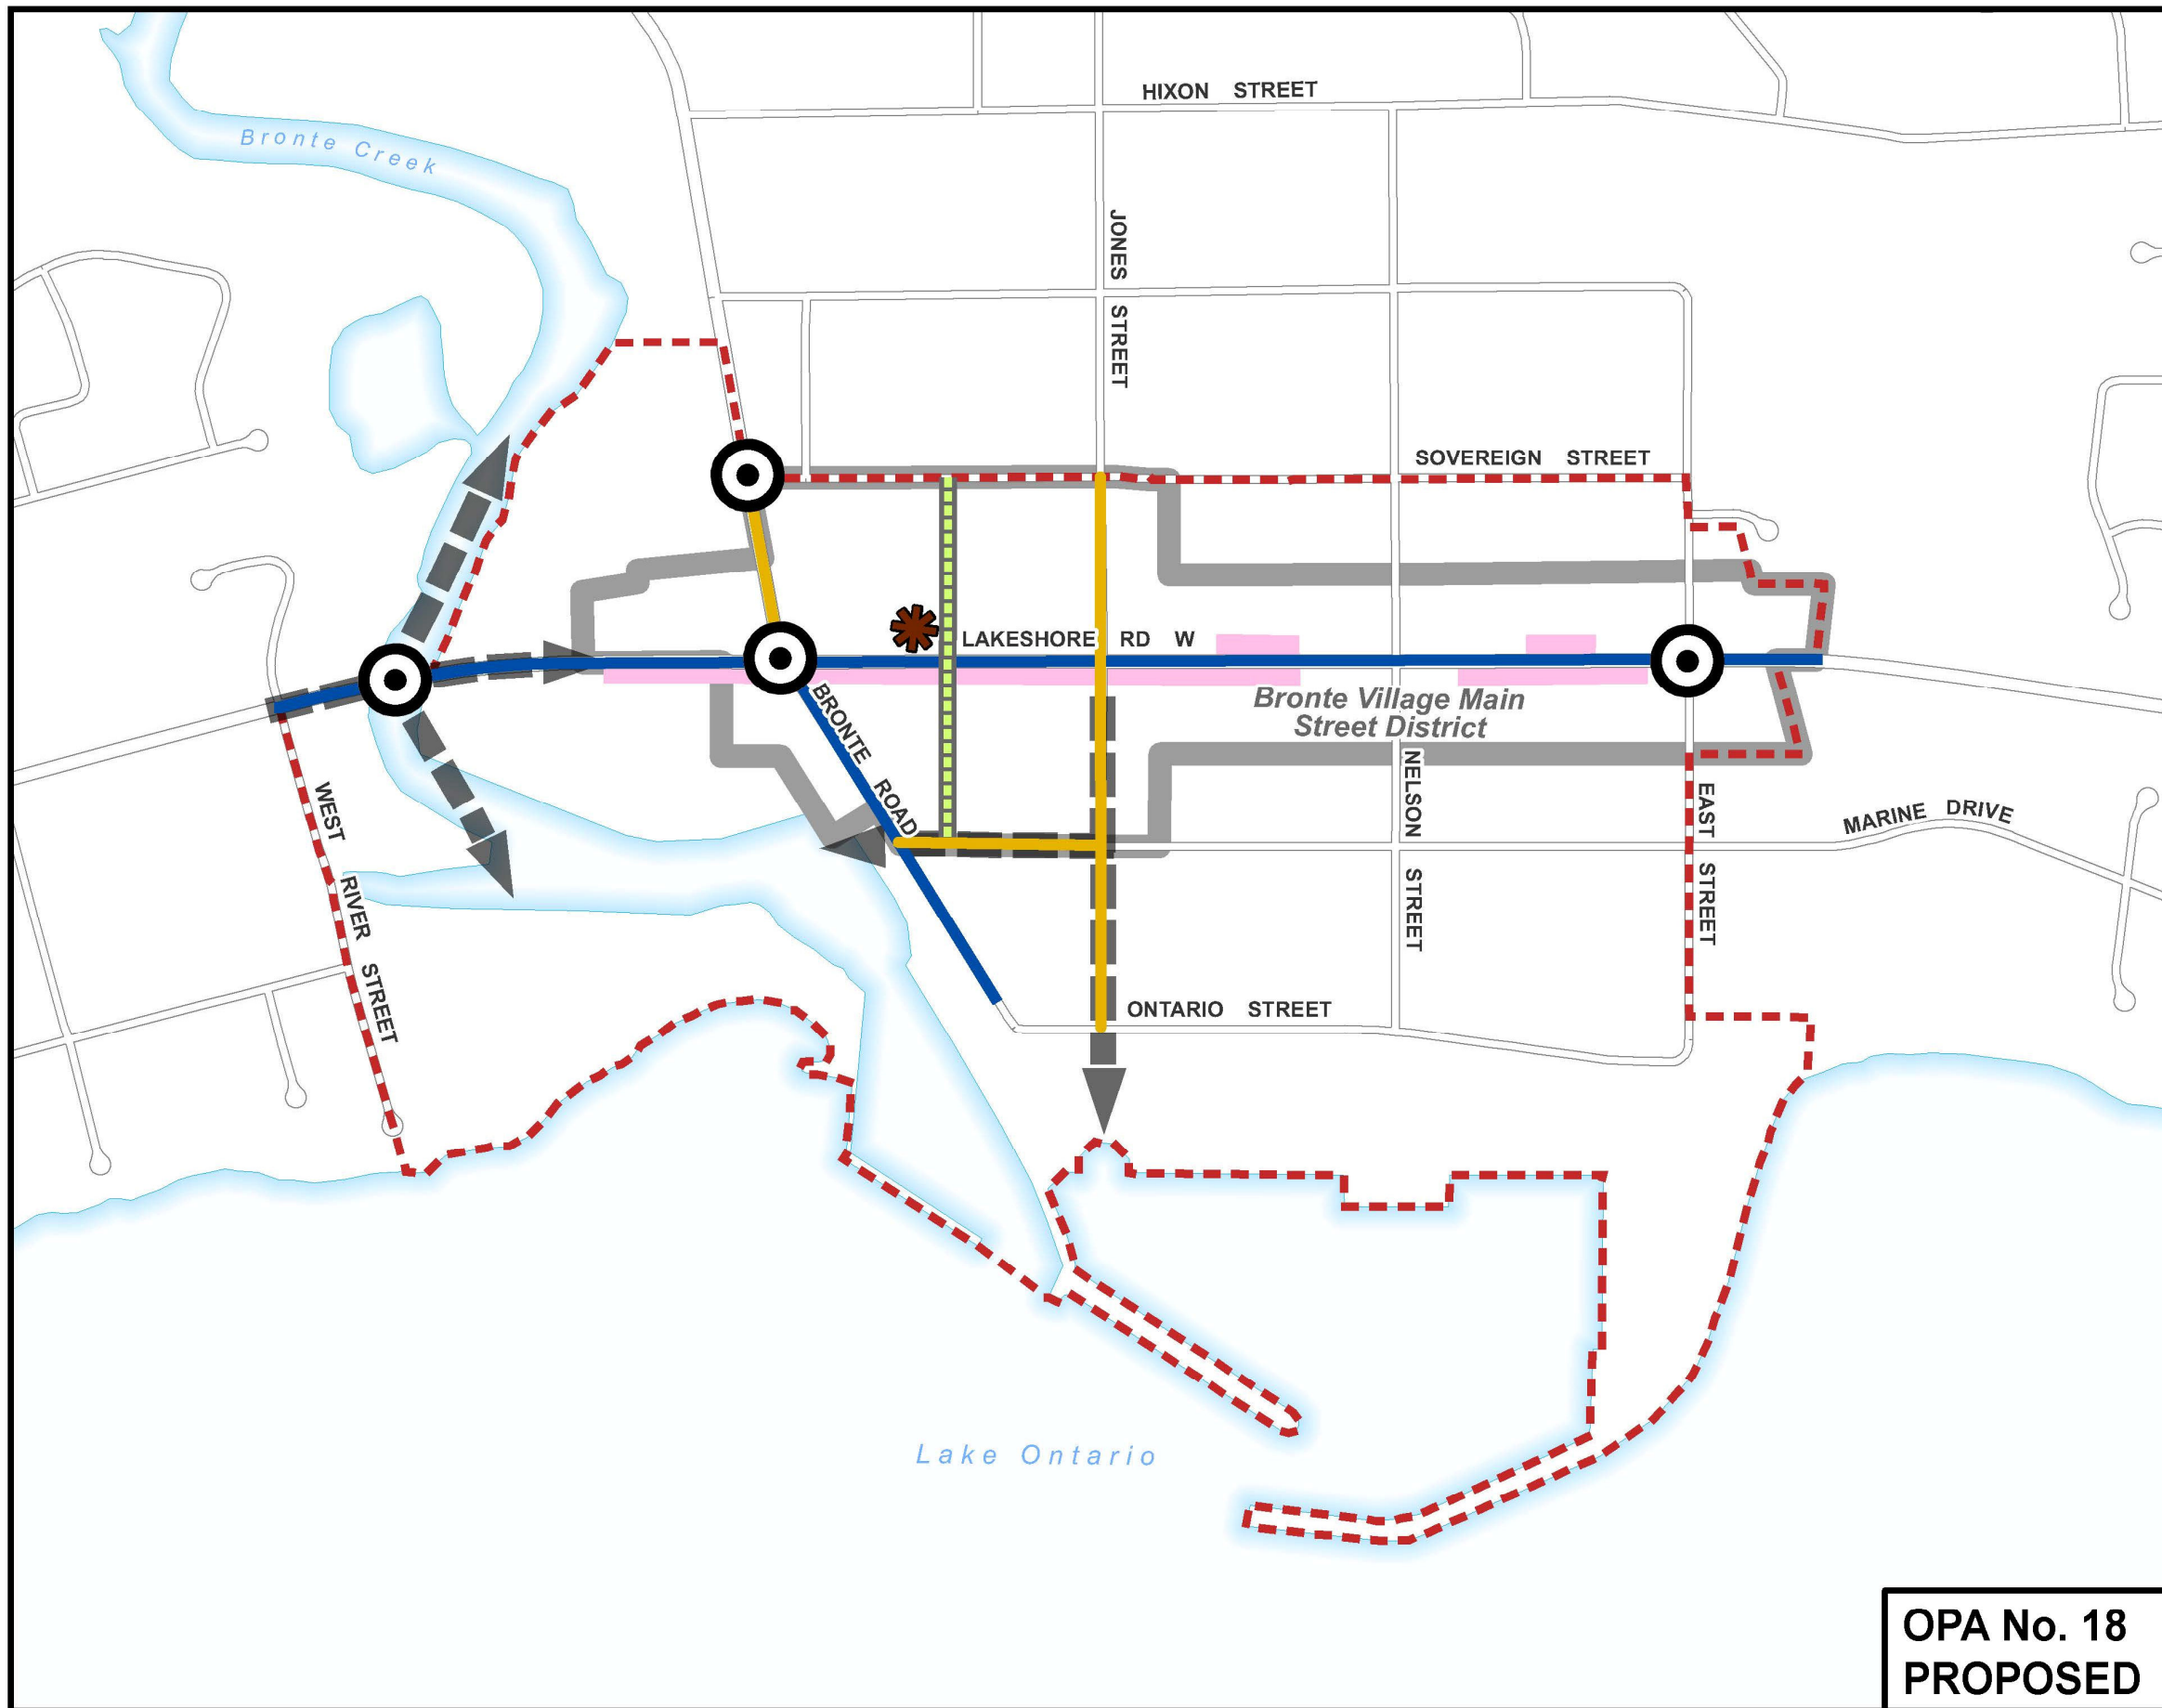 HIXON STREET
Bronte Creek
JONES STREET
SOVEREIGN STREET
LAKESHORE RD W
Bronte Village Main
Street District
BRONTE ROAD
NELSON STREET
EAST STREET
MARINE DRIVE
WEST RIVER STREET
ONTARIO STREET
Lake Ontario
OPA No. 18
PROPOSED